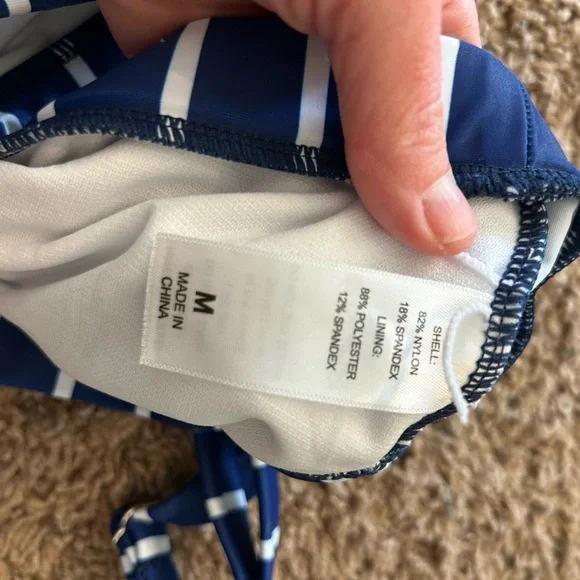 SHELL:
82% NYLON
18% SPANDEX
LINING:
88% POLYESTER
12% SPANDEX
M
MADE IN
CHINA